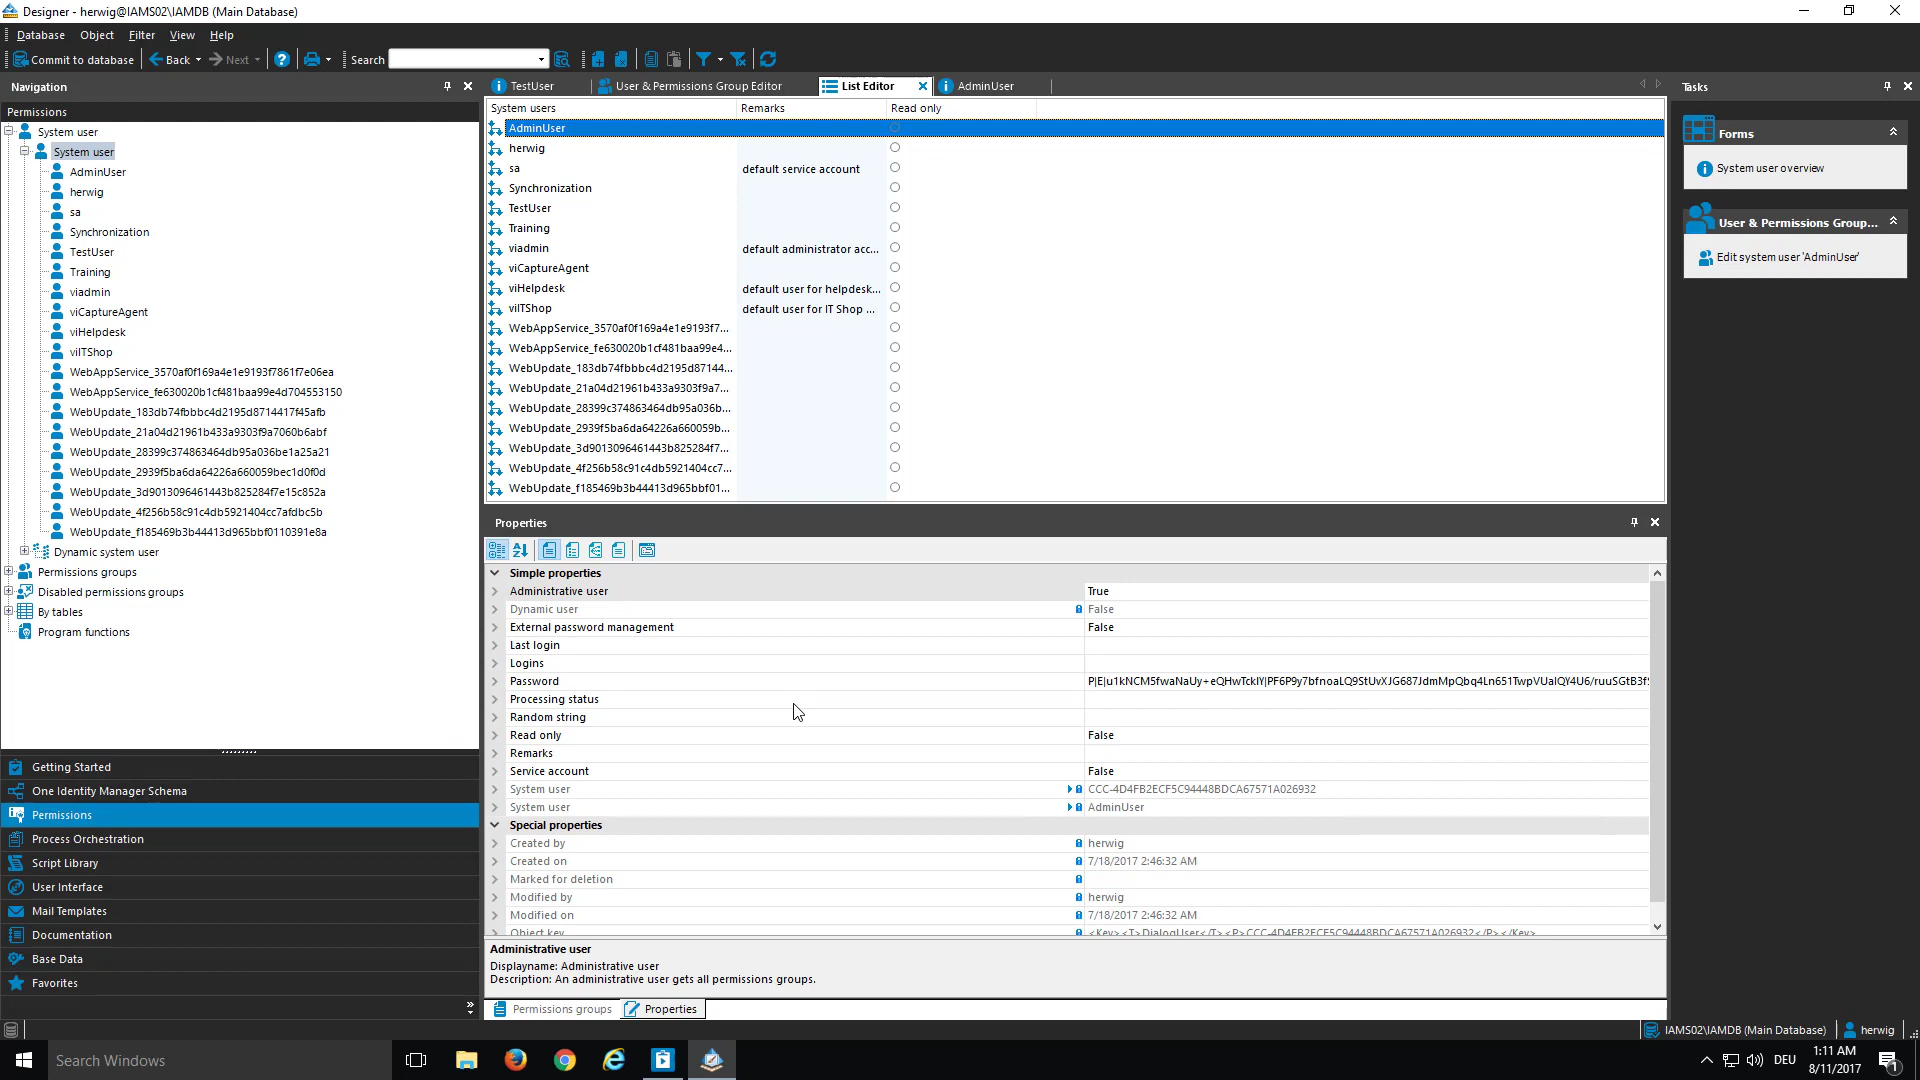 Designer - herwig@IAMS02\IAMDB (Main Database)
Database Object Filter View Help
Commit to database Back Next Search
Navigation
Permissions
System user
System user
AdminUser
herwig
sa
Synchronization
TestUser
Training
viadmin
viCaptureAgent
viHelpdesk
viITShop
WebAppService_3570af0f169a4e1e9193f7861f7e06ea
WebAppService_fe630020b1cf481baa99e4d704553150
WebUpdate_183db74fbbbc4d2195d8714417f45afb
WebUpdate_21a04d21961b433a9303f9a7060b6abf
WebUpdate_28399c374863464db95a036be1a25a21
WebUpdate_2939f5ba6da64226a660059bec1d0f0d
WebUpdate_3d9013096461443b825284f7e15c852a
WebUpdate_4f256b58c91c4db5921404cc7afdbc5b
WebUpdate_f185469b3b44413d965bbf0110391e8a
Dynamic system user
Permissions groups
Disabled permissions groups
By tables
Program functions
Getting Started
One Identity Manager Schema
Permissions
Process Orchestration
Script Library
User Interface
Mail Templates
Documentation
Base Data
Favorites
TestUser User & Permissions Group Editor List Editor AdminUser
System users Remarks Read only
AdminUser
herwig
sa default service account
Synchronization
TestUser
Training
viadmin default administrator acc...
viCaptureAgent
viHelpdesk default user for helpdesk...
viITShop default user for IT Shop ...
WebAppService_3570af0f169a4e1e9193f7...
WebAppService_fe630020b1cf481baa99e4...
WebUpdate_183db74fbbbc4d2195d87144...
WebUpdate_21a04d21961b433a9303f9a7...
WebUpdate_28399c374863464db95a036b...
WebUpdate_2939f5ba6da64226a660059b...
WebUpdate_3d9013096461443b825284f7...
WebUpdate_4f256b58c91c4db5921404cc7...
WebUpdate_f185469b3b44413d965bbf01...
Properties
Simple properties
Administrative user True
Dynamic user False
External password management False
Last login
Logins
Password
Processing status
Random string
Read only False
Remarks
Service account False
System user CCC-4D4FB2ECF5C94448BDCA67571A026932
System user AdminUser
Special properties
Created by herwig
Created on 7/18/2017 2:46:32 AM
Marked for deletion
Modified by herwig
Modified on 7/18/2017 2:46:32 AM
Object key <Key><T>DialogUser</T><P>CCC-4D4FB2ECF5C94448BDCA67571A026932</P></Key>
Administrative user
Displayname: Administrative user
Description: An administrative user gets all permissions groups.
Permissions groups Properties
Tasks
Forms
System user overview
User & Permissions Group...
Edit system user 'AdminUser'
IAMS02\IAMDB (Main Database) herwig
Search Windows
DEU
1:11 AM
8/11/2017
1